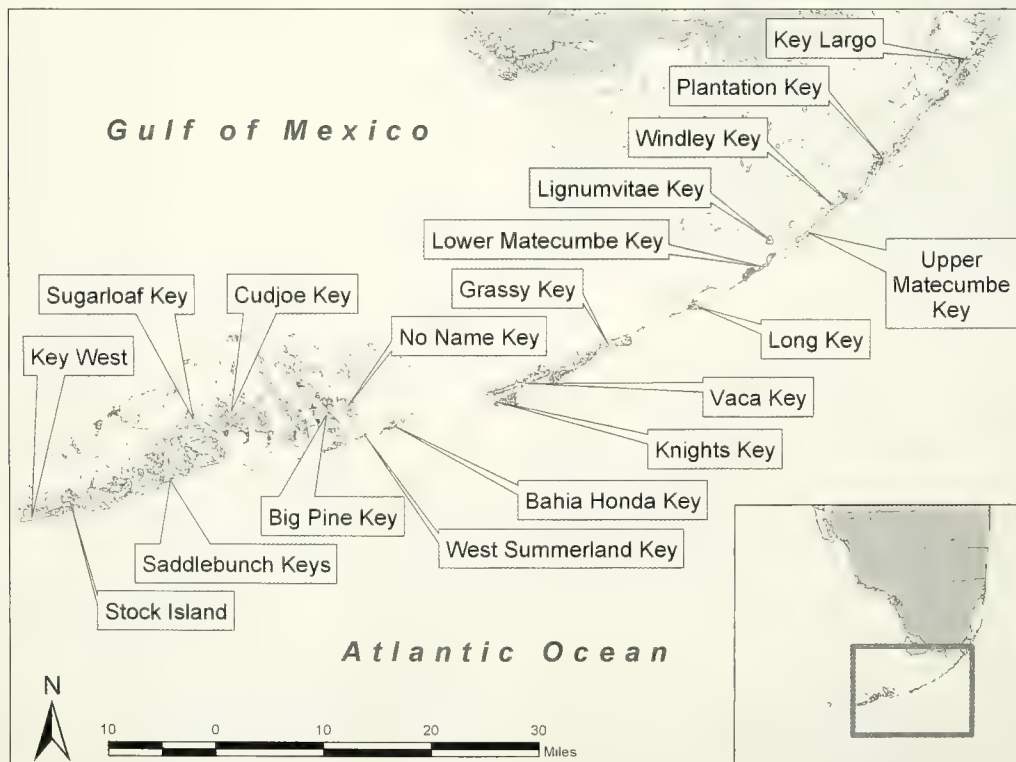 Key Largo
Plantation Key
Gulf of Mexico
Windley Key
Lignumvitae Key
Lower Matecumbe Key
Upper
Matecumbe
Key
Sugarloaf Key
Cudjoe Key
Grassy Key
No Name Key
Long Key
Key West
Vaca Key
Knights Key
Bahia Honda Key
Big Pine Key
West Summerland Key
Saddlebunch Keys
Stock Island
Atlantic Ocean
N
10 0 10 20 30
Miles